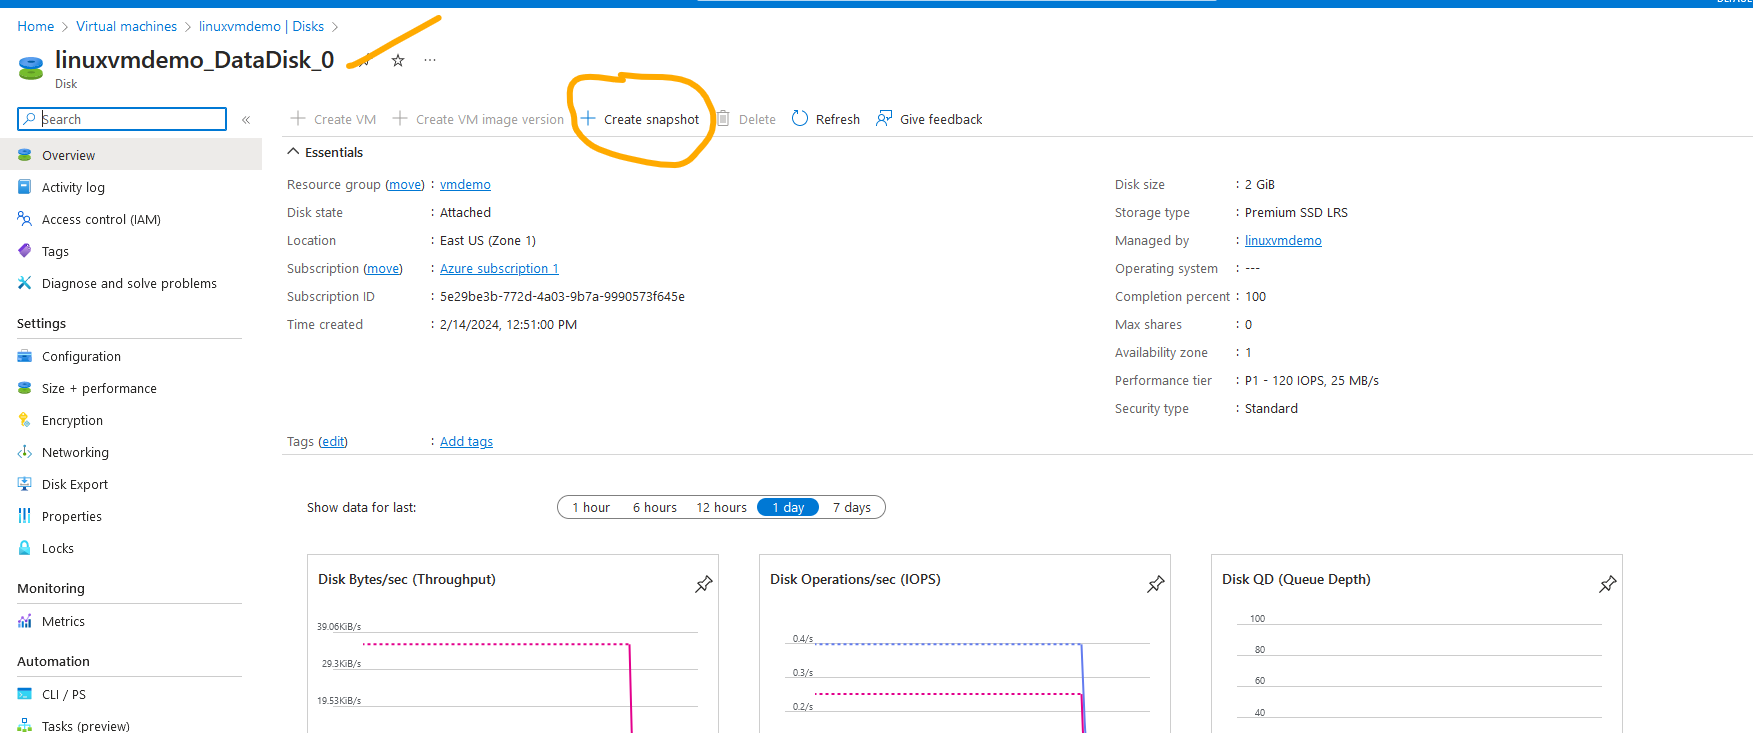 Home > Virtual machines > linuxvmdemo | Disks >
linuxvmdemo_DataDisk_0
Disk
Search «
Create VM Create VM image version Create snapshot Delete Refresh Give feedback
Overview
Activity log
Access control (IAM)
Tags
Diagnose and solve problems
Settings
Configuration
Size + performance
Encryption
Networking
Disk Export
Properties
Locks
Monitoring
Metrics
Automation
CLI / PS
Tasks (preview)
Essentials
Resource group (move) : vmdemo
Disk state : Attached
Location : East US (Zone 1)
Subscription (move) : Azure subscription 1
Subscription ID : 5e29be3b-772d-4a03-9b7a-9990573f645e
Time created : 2/14/2024, 12:51:00 PM
Disk size : 2 GiB
Storage type : Premium SSD LRS
Managed by : linuxvmdemo
Operating system : ---
Completion percent : 100
Max shares : 0
Availability zone : 1
Performance tier : P1 - 120 IOPS, 25 MB/s
Security type : Standard
Tags (edit) : Add tags
Show data for last: 1 hour 6 hours 12 hours 1 day 7 days
Disk Bytes/sec (Throughput)
39.06KiB/s
29.3KiB/s
19.53KiB/s
Disk Operations/sec (IOPS)
0.4/s
0.3/s
0.2/s
Disk QD (Queue Depth)
100
80
60
40